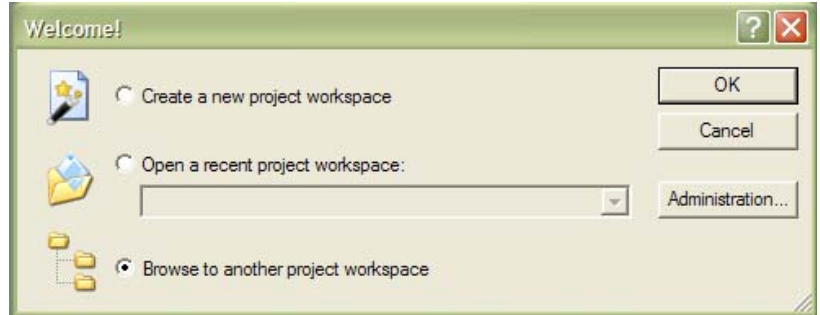 Welcome!
Create a new project workspace
OK
Cancel
Open a recent project workspace:
Administration...
Browse to another project workspace